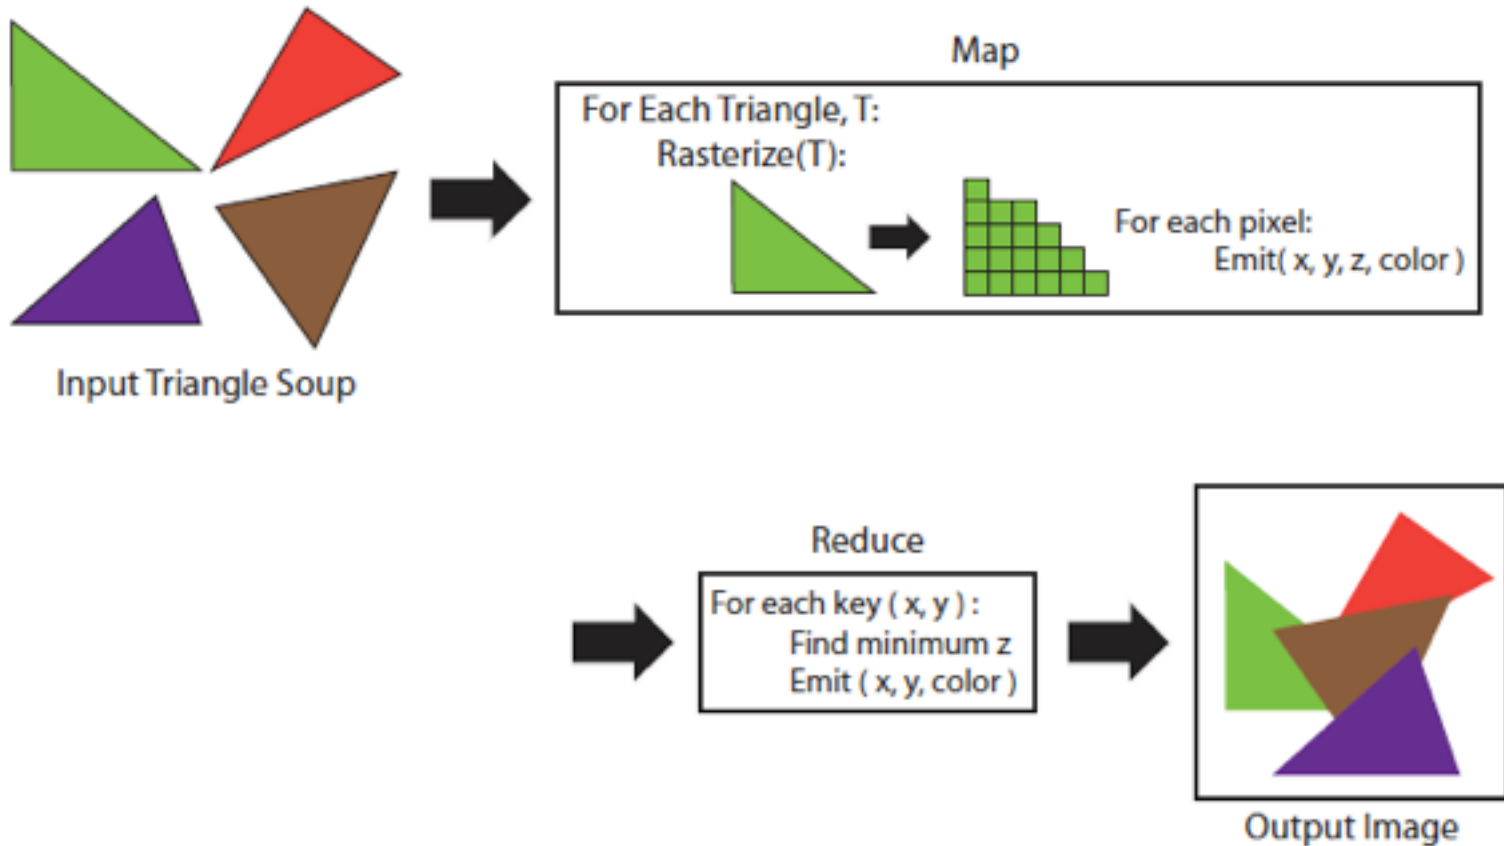 Map
For Each Triangle, T:
Rasterize(T):
For each pixel:
Emit( x, y, z, color )
Input Triangle Soup
Reduce
For each key ( x, y ) :
Find minimum z
Emit ( x, y, color )
Output Image